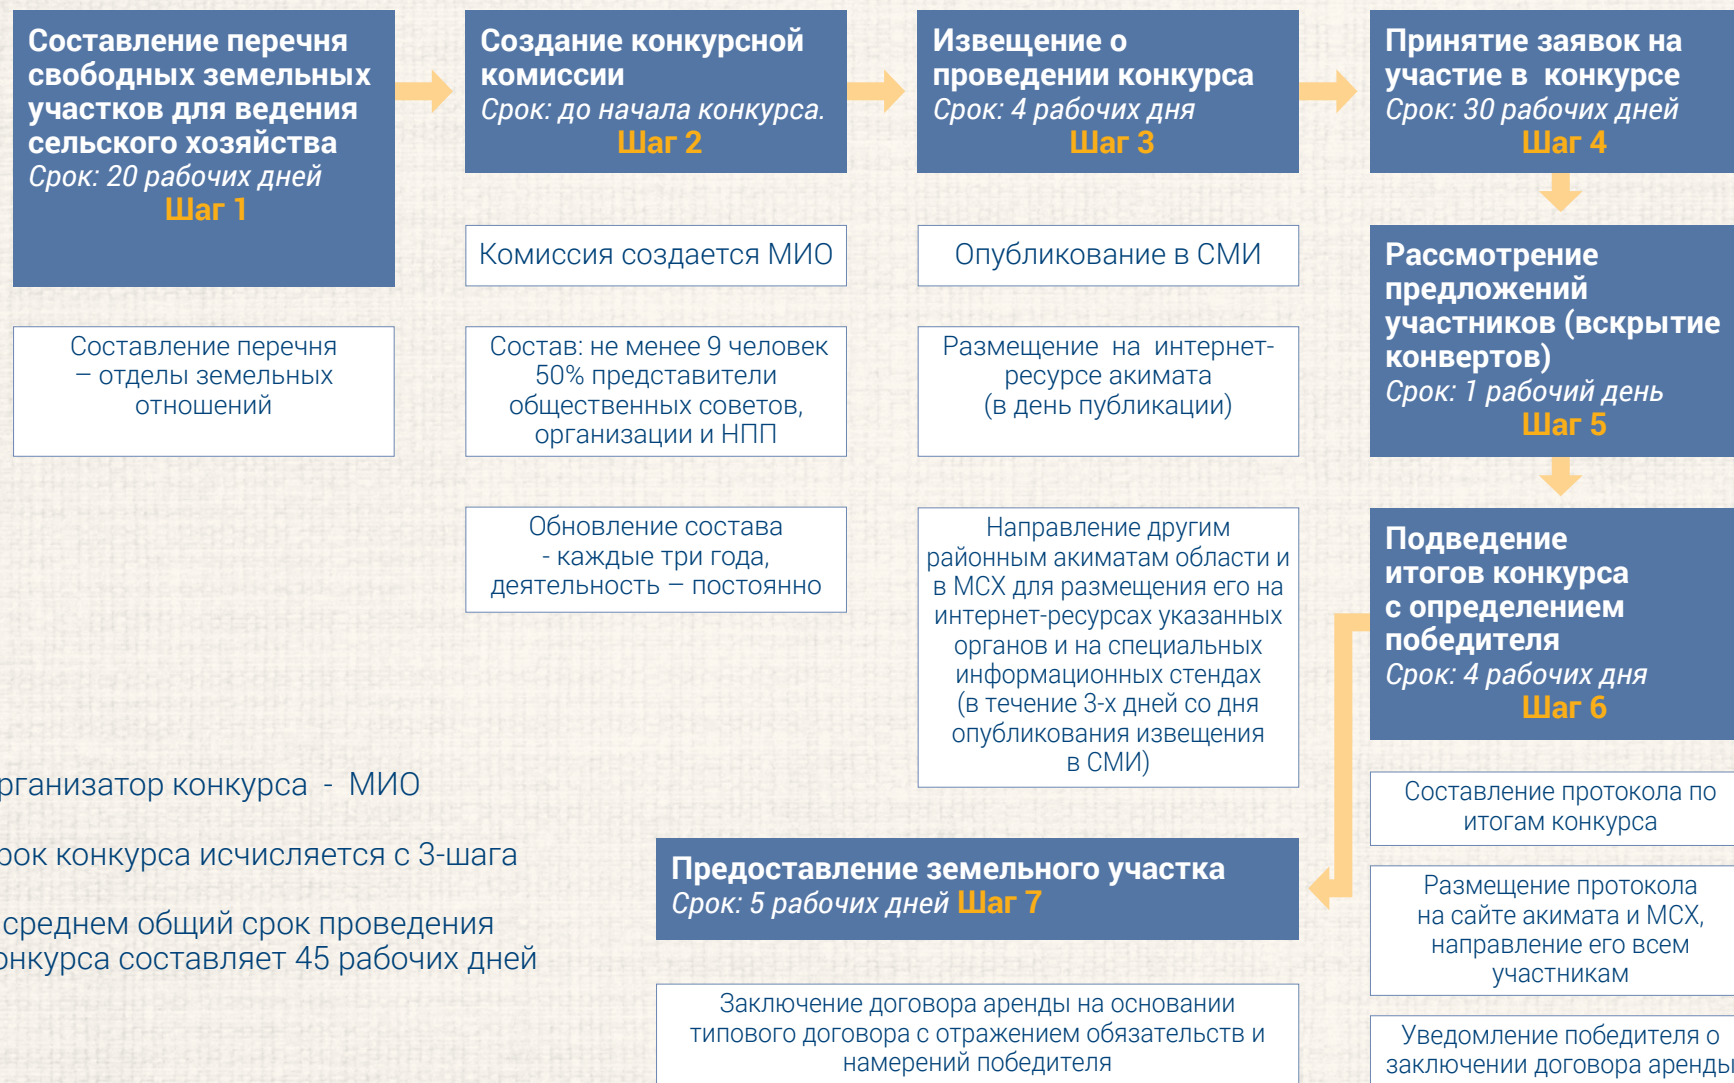 Составление перечня
свободных земельных
участков для ведения
сельского хозяйства
Срок: 20 рабочих дней
Шаг 1
Составление перечня
– отделы земельных
отношений
Создание конкурсной
комиссии
Срок: до начала конкурса.
Шаг 2
Комиссия создается МИО
Состав: не менее 9 человек
50% представители
общественных советов,
организации и НПП
Обновление состава
- каждые три года,
деятельность – постоянно
Извещение о
проведении конкурса
Срок: 4 рабочих дня
Шаг 3
Опубликование в СМИ
Размещение на интернет-
ресурсе акимата
(в день публикации)
Направление другим
районным акиматам области и
в МСХ для размещения его на
интернет-ресурсах указанных
органов и на специальных
информационных стендах
(в течение 3-х дней со дня
опубликования извещения
в СМИ)
Принятие заявок на
участие в конкурсе
Срок: 30 рабочих дней
Шаг 4
Рассмотрение
предложений
участников (вскрытие
конвертов)
Срок: 1 рабочий день
Шаг 5
Подведение
итогов конкурса
с определением
победителя
Срок: 4 рабочих дня
Шаг 6
Составление протокола по
итогам конкурса
Размещение протокола
на сайте акимата и МСХ,
направление его всем
участникам
Уведомление победителя о
заключении договора аренды
Предоставление земельного участка
Срок: 5 рабочих дней Шаг 7
Заключение договора аренды на основании
типового договора с отражением обязательств и
намерений победителя
рганизатор конкурса - МИО
рок конкурса исчисляется с 3-шага
среднем общий срок проведения
онкурса составляет 45 рабочих дней